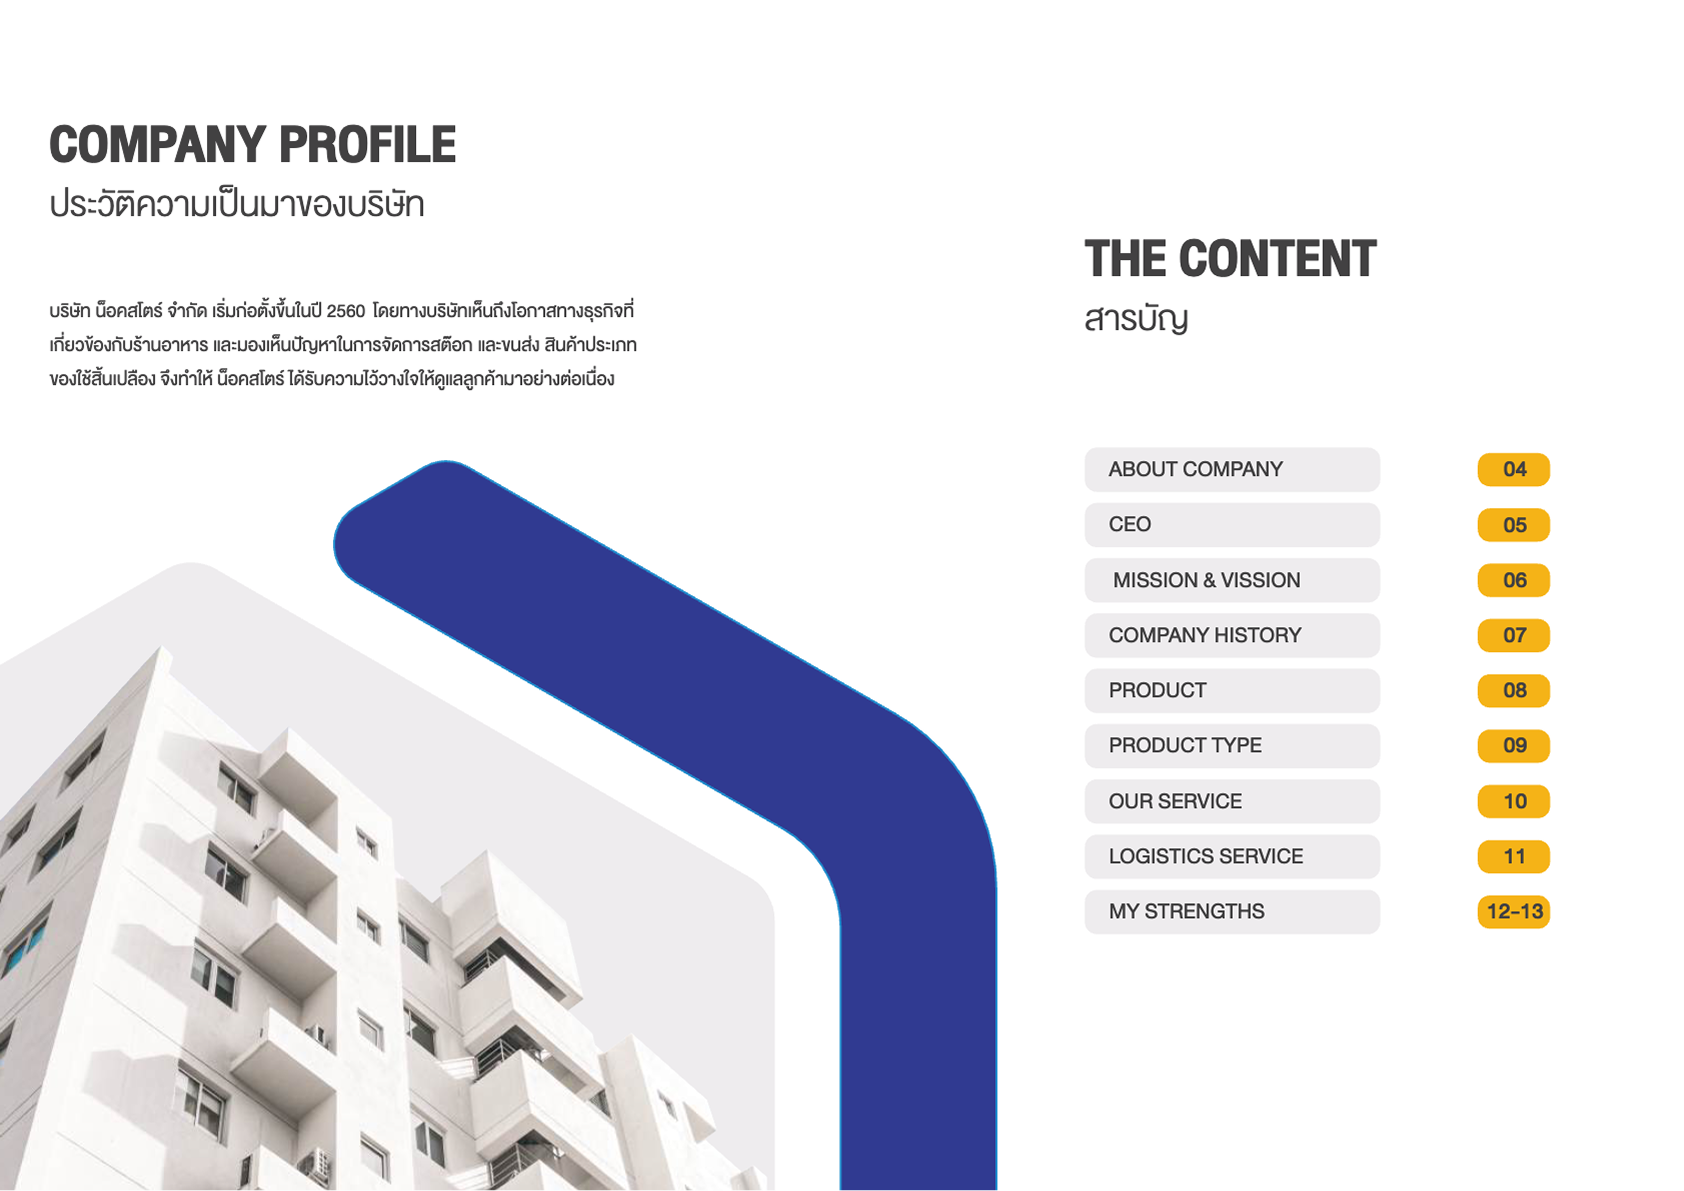 COMPANY PROFILE
ประวัติความเป็นมาของบริษัท
บริษัท น็อคสโตร์ จำกัด เริ่มก่อตั้งขึ้นในปี 2560 โดยทางบริษัทเห็นถึงโอกาสทางธุรกิจที่
เกี่ยวข้องกับร้านอาหาร และมองเห็นปัญหาในการจัดการสต๊อก และขนส่ง สินค้าประเภท
ของใช้สิ้นเปลือง จึงทำให้ น็อคสโตร์ ได้รับความไว้วางใจให้ดูแลลูกค้ามาอย่างต่อเนื่อง
THE CONTENT
สารบัญ
ABOUT COMPANY 04
CEO 05
MISSION & VISSION 06
COMPANY HISTORY 07
PRODUCT 08
PRODUCT TYPE 09
OUR SERVICE 10
LOGISTICS SERVICE 11
MY STRENGTHS 12-13